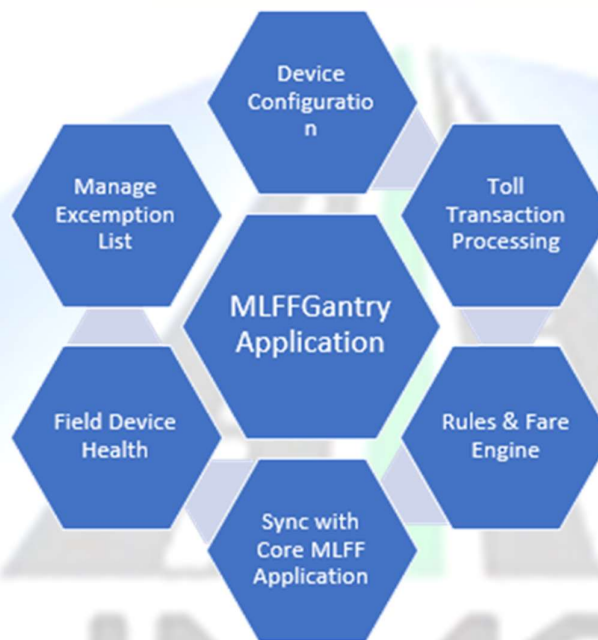 Device
Configuratio
n
Manage
Excemption
List
Toll
Transaction
Processing
MLFFGantry
Application
Field Device
Health
Rules & Fare
Engine
Sync with
Core MLFF
Application